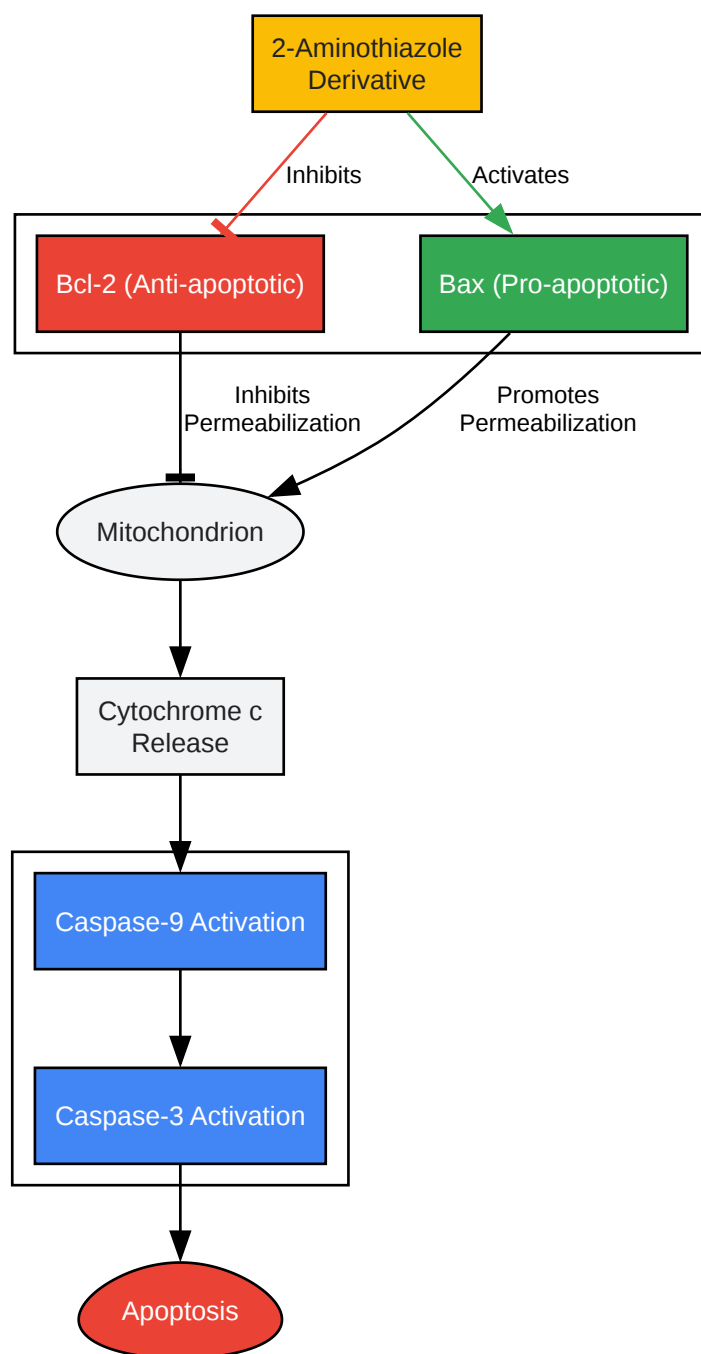 2-Aminothiazole
Derivative
Inhibits
Activates
Bcl-2 (Anti-apoptotic)
Bax (Pro-apoptotic)
Inhibits
Permeabilization
Promotes
Permeabilization
Mitochondrion
Cytochrome c
Release
Caspase-9 Activation
Caspase-3 Activation
Apoptosis